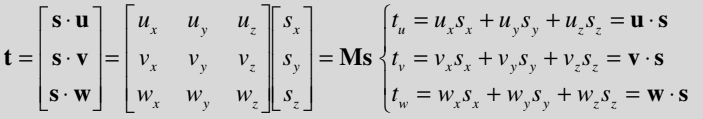 t = [s · u; s · v; s · w] = [u_x u_y u_z; v_x v_y v_z; w_x w_y w_z][s_x; s_y; s_z] = Ms { t_u = u_x s_x + u_y s_y + u_z s_z = u · s
t_v = v_x s_x + v_y s_y + v_z s_z = v · s
t_w = w_x s_x + w_y s_y + w_z s_z = w · s